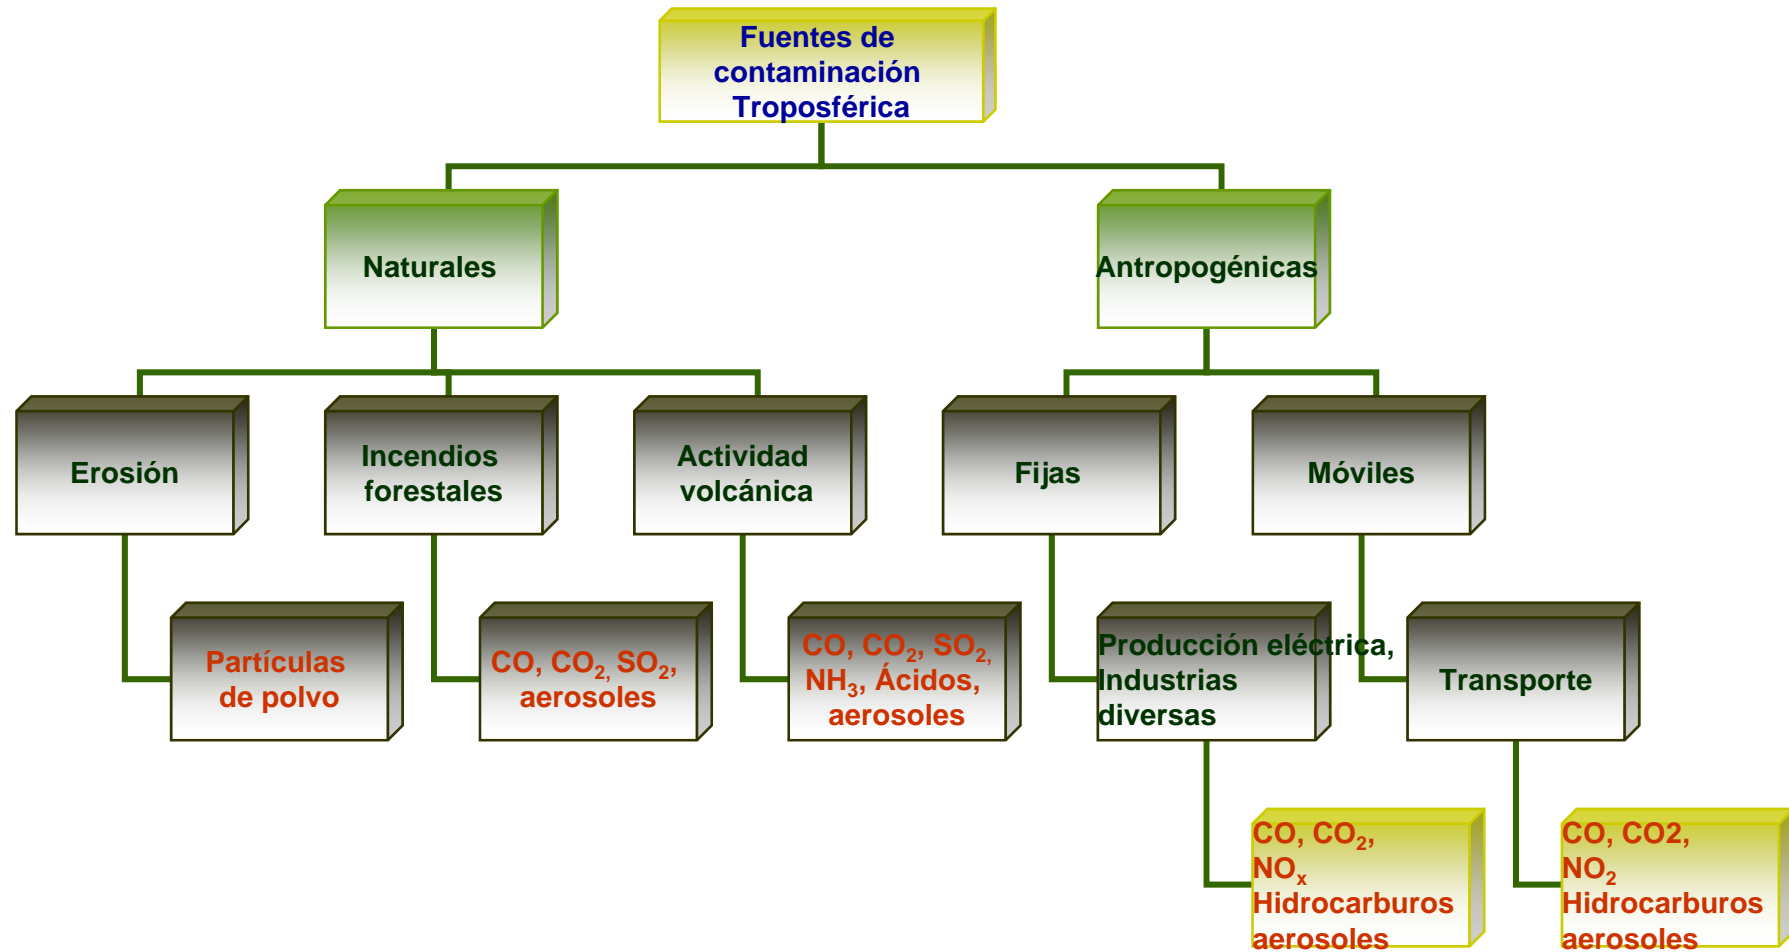 Fuentes de
contaminación
Troposférica
Naturales
Antropogénicas
Erosión
Incendios
forestales
Actividad
volcánica
Fijas
Móviles
Partículas
de polvo
CO, CO₂, SO₂,
aerosoles
CO, CO₂, SO₂,
NH₃, Ácidos,
aerosoles
Producción eléctrica,
Industrias
diversas
Transporte
CO, CO₂,
NOₓ
Hidrocarburos
aerosoles
CO, CO2,
NO₂
Hidrocarburos
aerosoles